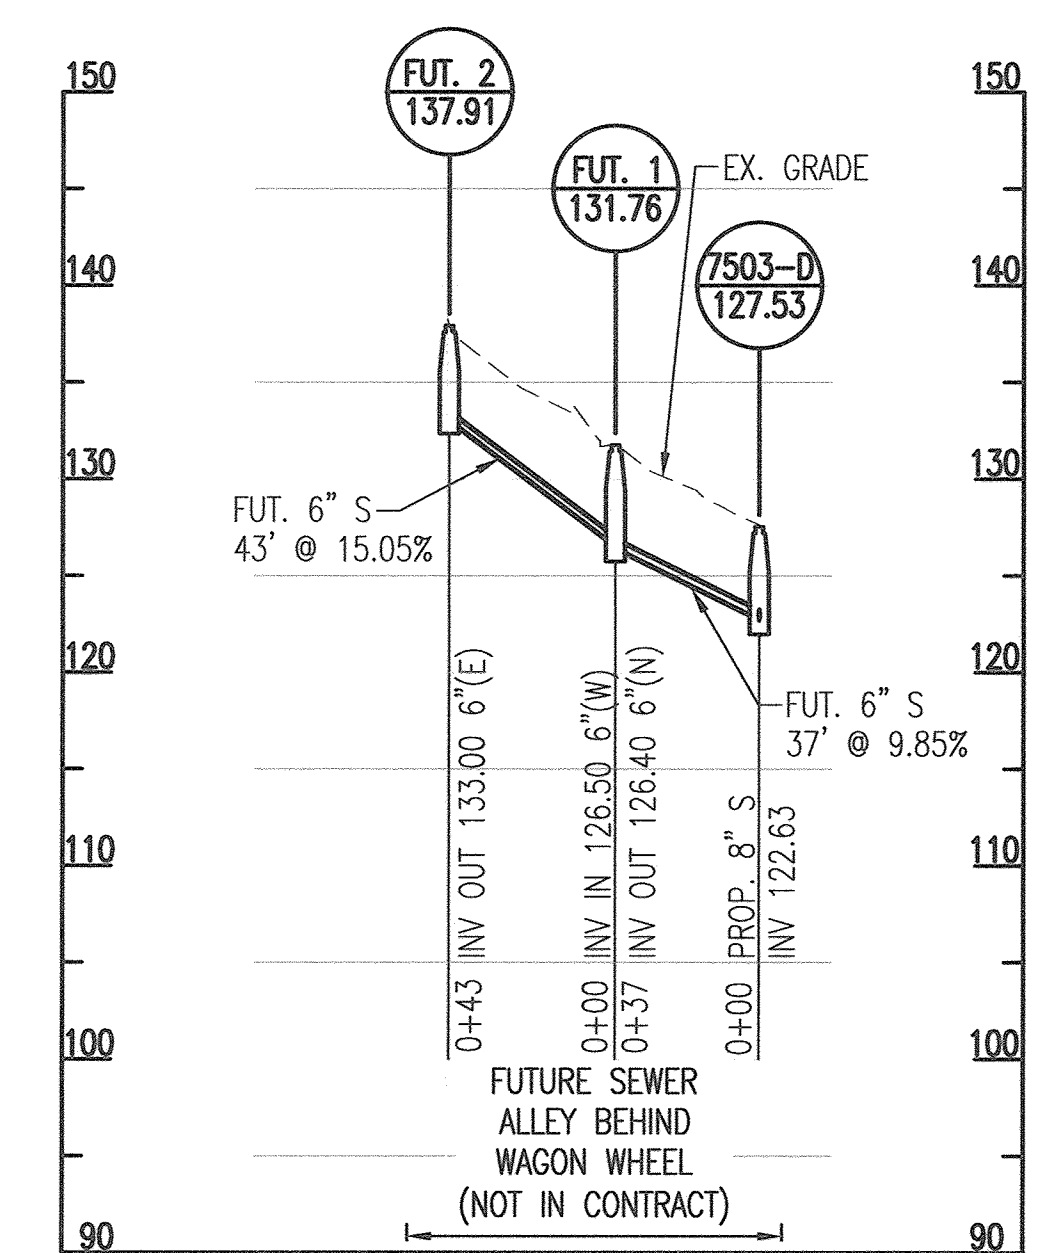 150
FUT. 2
137.91
150
FUT. 1
131.76
EX. GRADE
7503-D
127.53
140
140
130
130
FUT. 6" S
43' @ 15.05%
120
120
FUT. 6" S
37' @ 9.85%
110
110
0+43 INV OUT 133.00 6"(E)
0+00 INV IN 126.50 6"(W)
0+37 INV OUT 126.40 6"(N)
0+00 PROP. 8" S
INV 122.63
100
100
FUTURE SEWER
ALLEY BEHIND
WAGON WHEEL
(NOT IN CONTRACT)
90
90